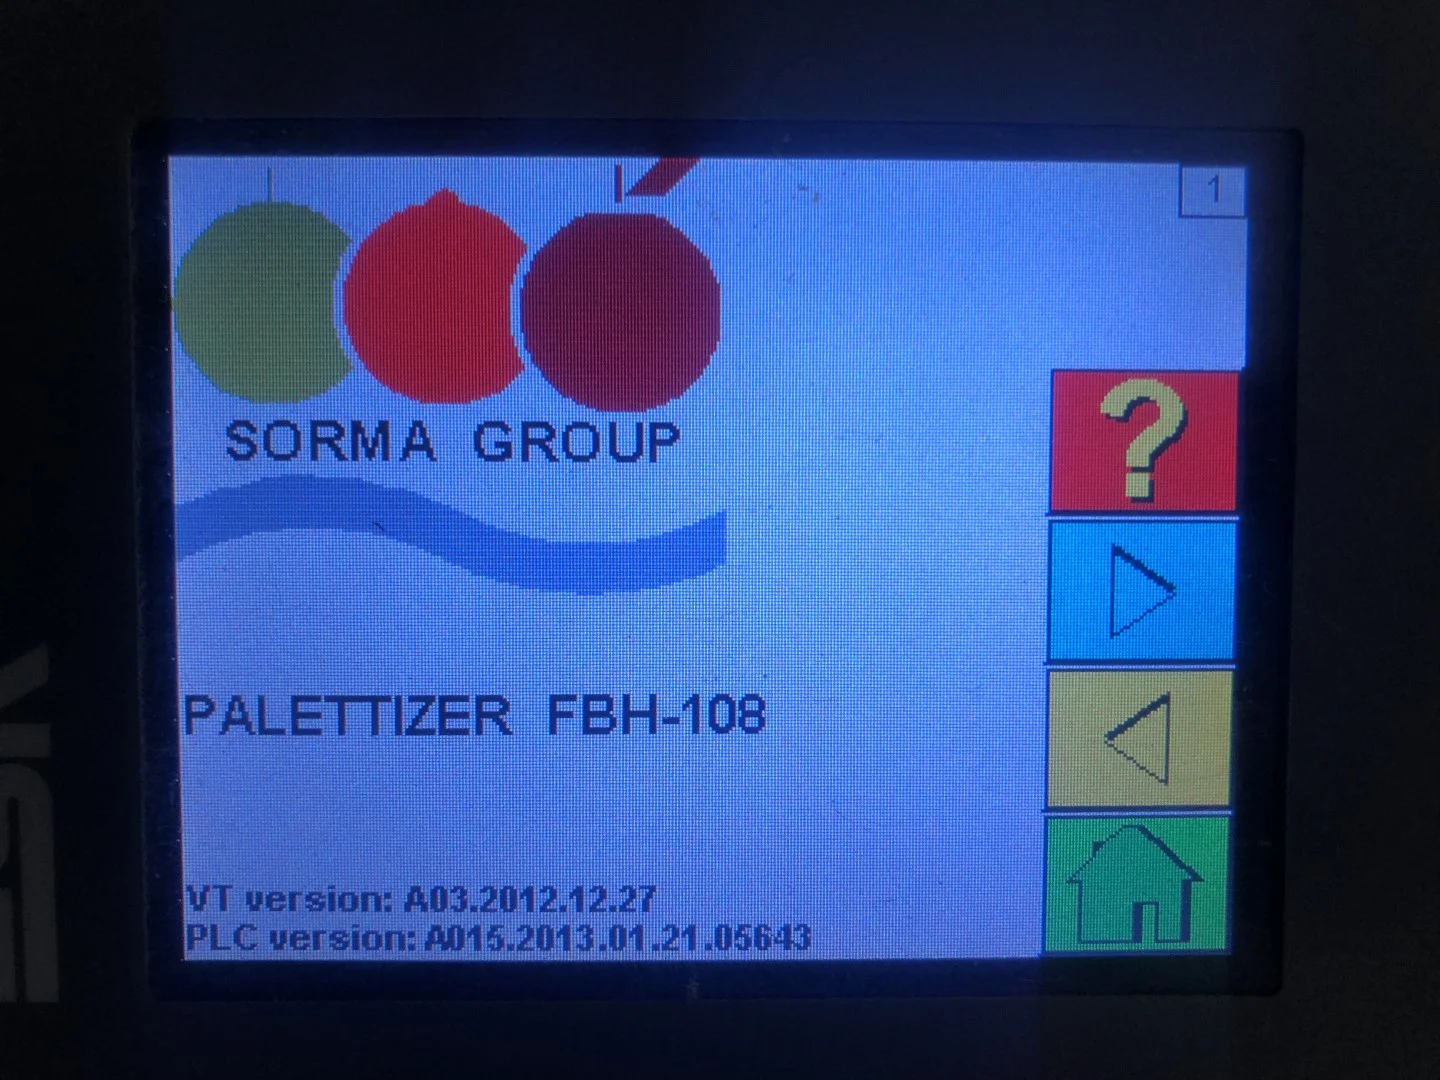 1
SORMA GROUP
?
PALETTIZER FBH-108
VT version: A03.2012.12.27
PLC version: A015.2013.01.21.05643